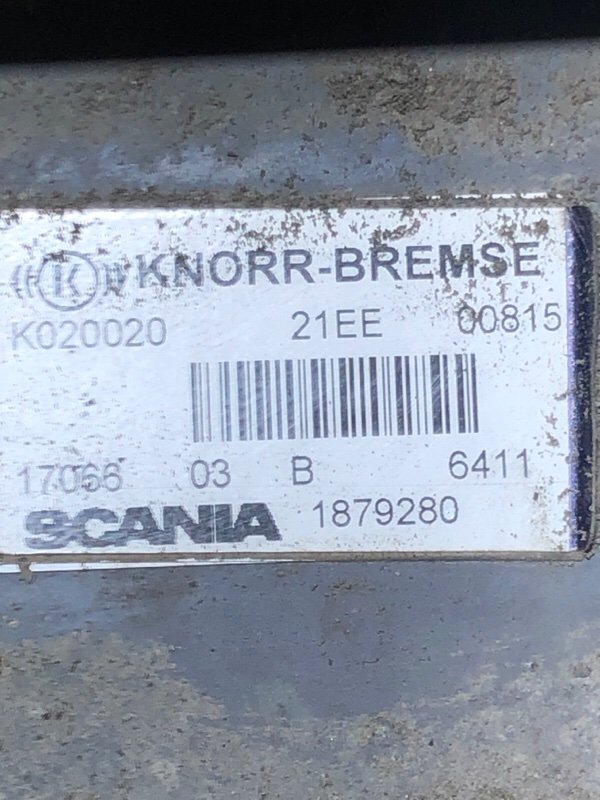 ((K)) KNORR-BREMSE
K020020 21EE 00815
17066 03 B 6411
SCANIA 1879280